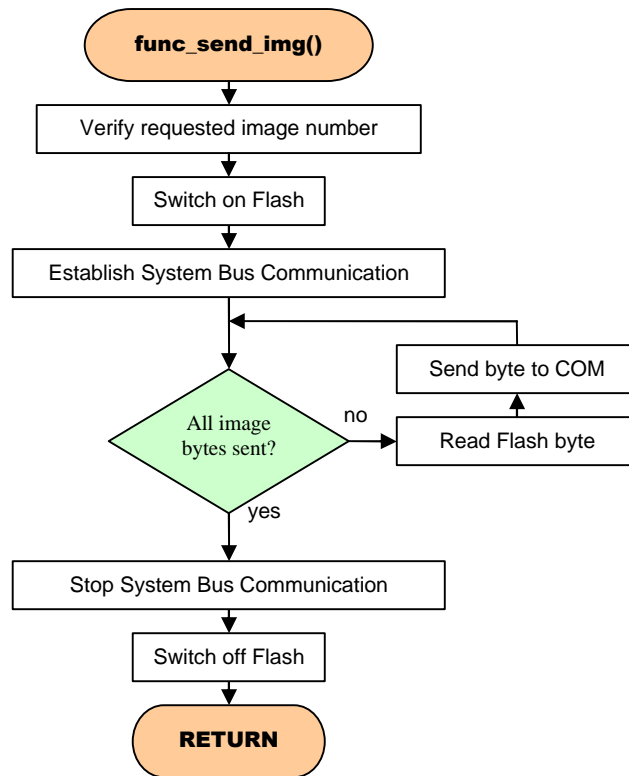 func_send_img()
Verify requested image number
Switch on Flash
Establish System Bus Communication
Send byte to COM
All image
bytes sent?
no
Read Flash byte
yes
Stop System Bus Communication
Switch off Flash
RETURN